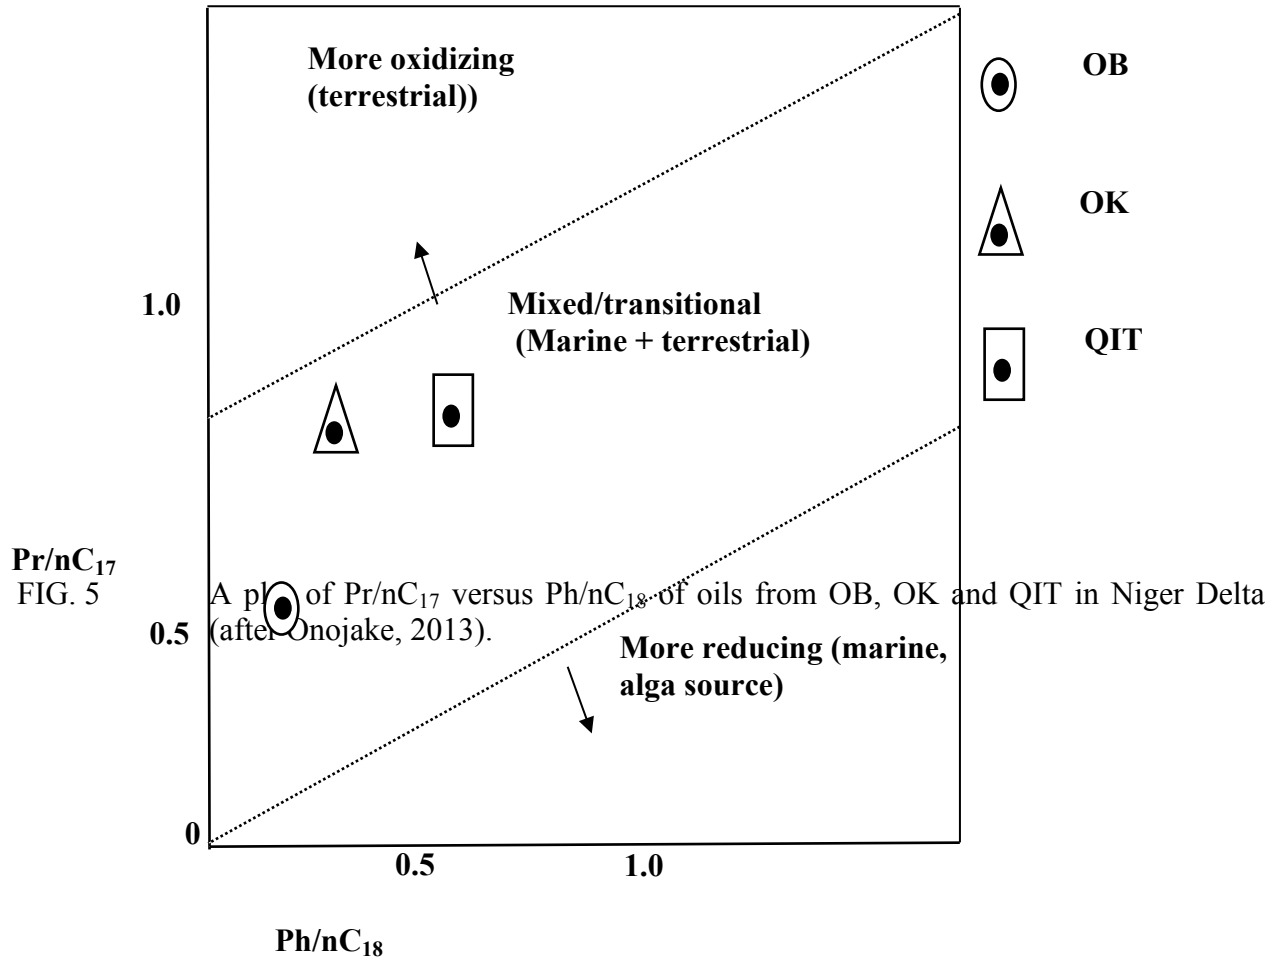 More oxidizing
(terrestrial))
OB
OK
1.0
Mixed/transitional
(Marine + terrestrial)
QIT
Pr/nC₁₇
FIG. 5 A pl of Pr/nC₁₇ versus Ph/nC₁₈ of oils from OB, OK and QIT in Niger Delta
0.5 (after Onojake, 2013).
More reducing (marine,
alga source)
0
0.5 1.0
Ph/nC₁₈